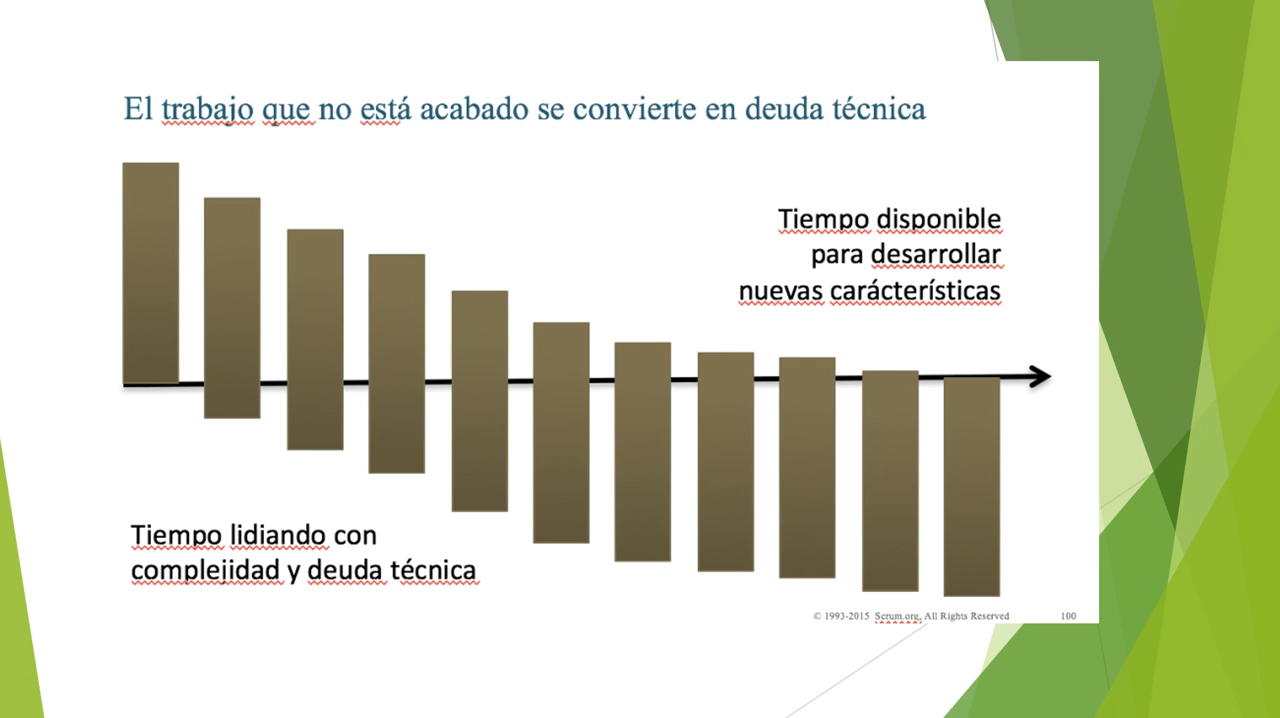 El trabajo que no está acabado se convierte en deuda técnica
Tiempo disponible
para desarrollar
nuevas carácterísticas
Tiempo lidiando con
complejidad y deuda técnica
© 1993-2015 Scrum.org, All Rights Reserved
100